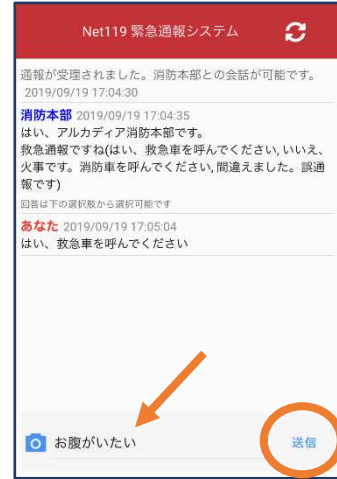 Net119 緊急通報システム
通報が受理されました。消防本部との会話が可能です。
2019/09/19 17:04:30
消防本部 2019/09/19 17:04:35
はい、アルカディア消防本部です。
救急通報ですね(はい、救急車を呼んでください,いいえ、
火事です。消防車を呼んでください,間違えました。誤通
報です)
回答は下の選択肢から選択可能です
あなた 2019/09/19 17:05:04
はい、救急車を呼んでください
お腹がいたい 送信